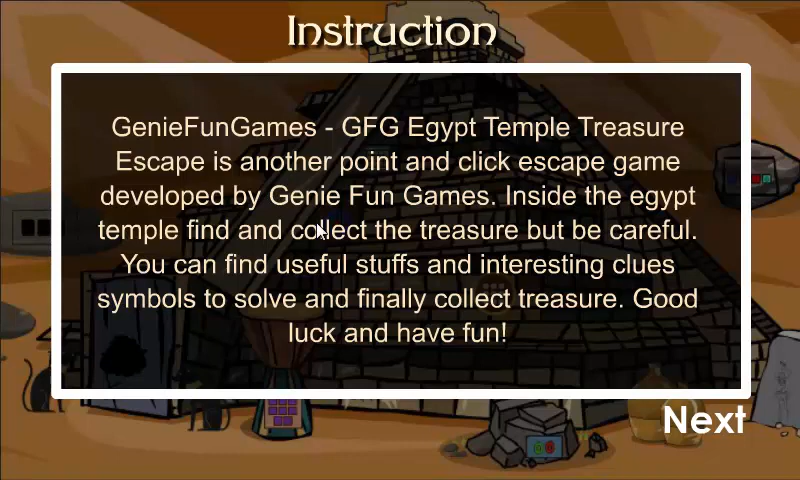 Instruction
GenieFunGames - GFG Egypt Temple Treasure
Escape is another point and click escape game
developed by Genie Fun Games. Inside the egypt
temple find and collect the treasure but be careful.
You can find useful stuffs and interesting clues
symbols to solve and finally collect treasure. Good
luck and have fun!
Next